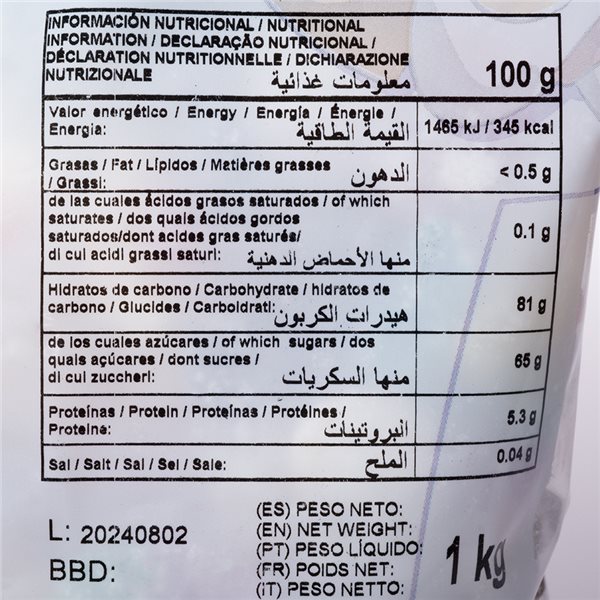 INFORMACIÓN NUTRICIONAL / NUTRITIONAL
INFORMATION / DECLARAÇÃO NUTRICIONAL /
DÉCLARATION NUTRITIONNELLE / DICHIARAZIONE
NUTRIZIONALE معلومات غذائية 100 g
Valor energético / Energy / Energía / Énergie /
Energia: القيمة الطاقية 1465 kJ / 345 kcal
Grasas / Fat / Lípidos / Matières grasses
/ Grassi: الدهون < 0.5 g
de las cuales ácidos grasos saturados / of which
saturates / dos quais ácidos gordos
saturados/dont acides gras saturés/ 0.1 g
di cui acidi grassi saturi: منها الأحماض الدهنية
Hidratos de carbono / Carbohydrate / hidratos de
carbono / Glucides / Carboidrati: هيدرات الكربون 81 g
de los cuales azúcares / of which sugars / dos
quais açúcares / dont sucres / 65 g
di cui zuccheri: منها السكريات
Proteínas / Protein / Proteínas / Protéines /
Proteine: البروتينات 5.3 g
Sal / Salt / Sal / Sel / Sale: الملح 0.04 g
L: 20240802
BBD:
(ES) PESO NETO:
(EN) NET WEIGHT:
(PT) PESO LÍQUIDO:
(FR) POIDS NET:
(IT) PESO NETTO:
1 kg